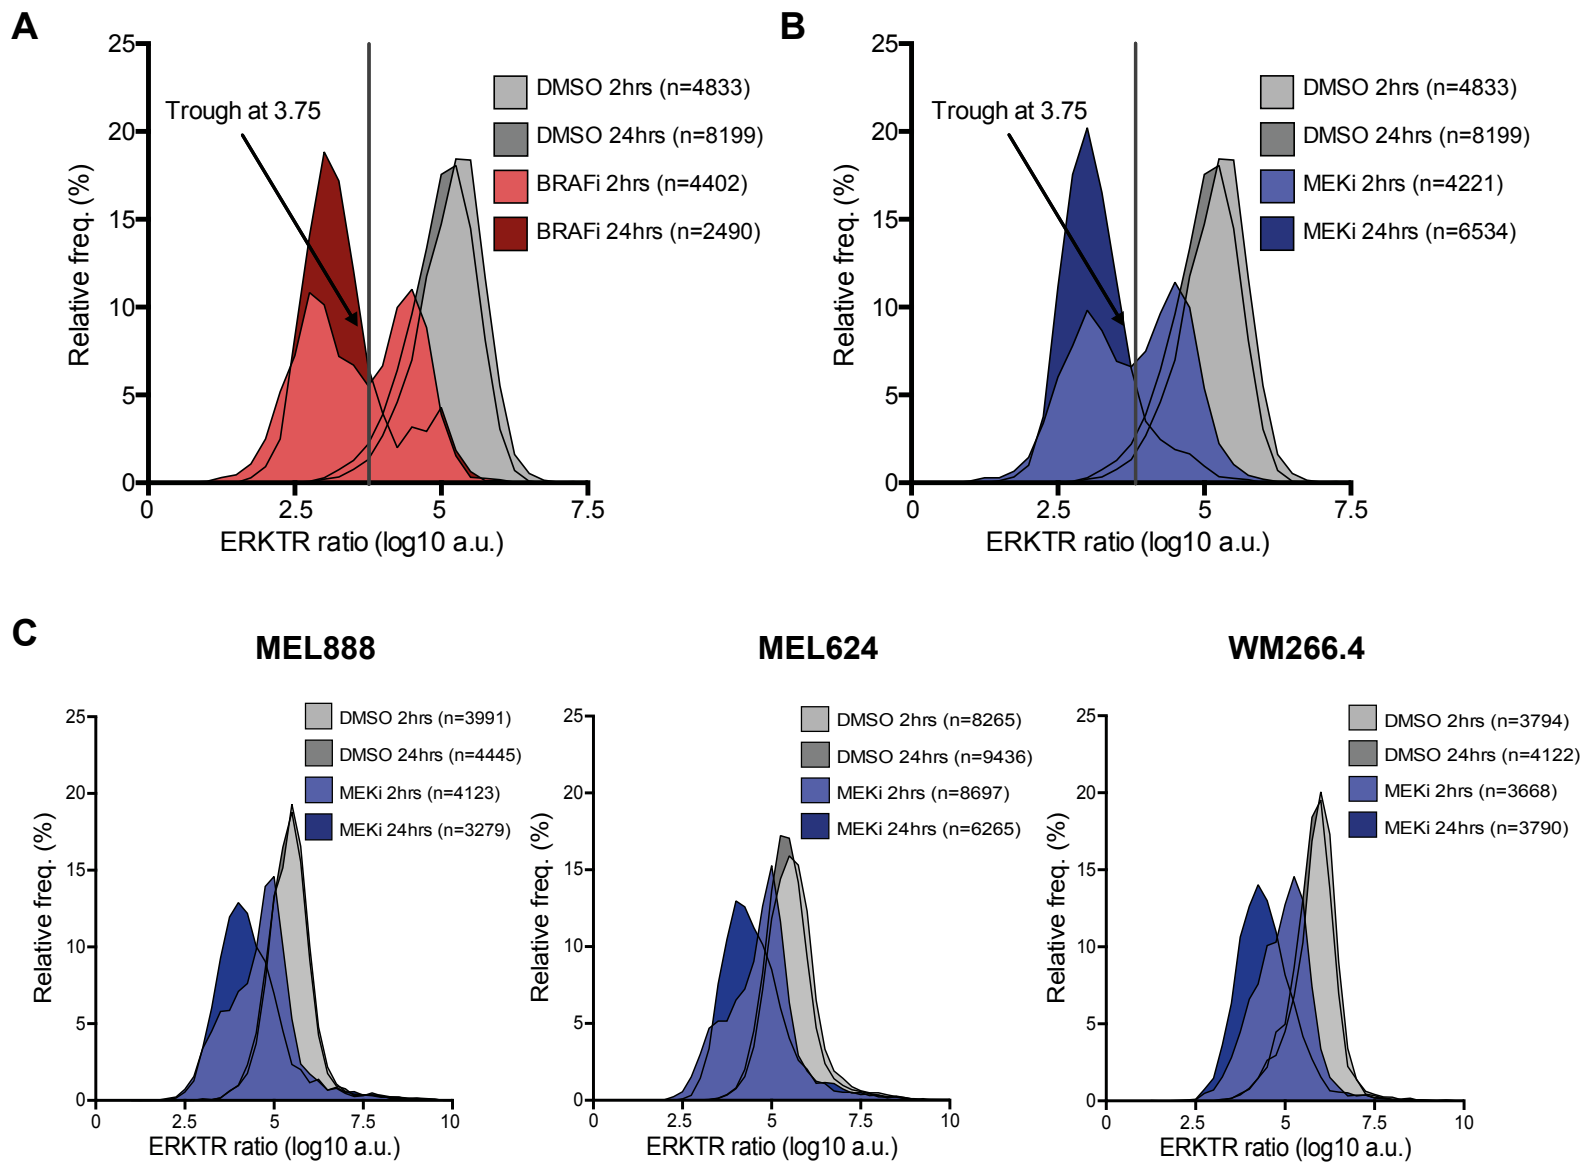 A
25
20
15
10
5
0
Relative freq. (%)
Trough at 3.75
DMSO 2hrs (n=4833)
DMSO 24hrs (n=8199)
BRAFi 2hrs (n=4402)
BRAFi 24hrs (n=2490)
0 2.5 5 7.5
ERKTR ratio (log10 a.u.)
B
25
20
15
10
5
0
Relative freq. (%)
Trough at 3.75
DMSO 2hrs (n=4833)
DMSO 24hrs (n=8199)
MEKi 2hrs (n=4221)
MEKi 24hrs (n=6534)
0 2.5 5 7.5
ERKTR ratio (log10 a.u.)
C
MEL888
25
20
15
10
5
0
Relative freq. (%)
DMSO 2hrs (n=3991)
DMSO 24hrs (n=4445)
MEKi 2hrs (n=4123)
MEKi 24hrs (n=3279)
0 2.5 5 7.5 10
ERKTR ratio (log10 a.u.)
MEL624
25
20
15
10
5
0
Relative freq. (%)
DMSO 2hrs (n=8265)
DMSO 24hrs (n=9436)
MEKi 2hrs (n=8697)
MEKi 24hrs (n=6265)
0 2.5 5 7.5 10
ERKTR ratio (log10 a.u.)
WM266.4
25
20
15
10
5
0
Relative freq. (%)
DMSO 2hrs (n=3794)
DMSO 24hrs (n=4122)
MEKi 2hrs (n=3668)
MEKi 24hrs (n=3790)
0 2.5 5 7.5 10
ERKTR ratio (log10 a.u.)